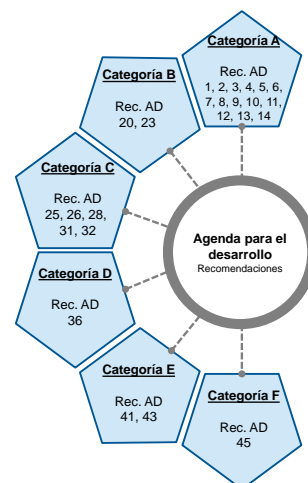 Categoría A
Rec. AD
1, 2, 3, 4, 5, 6,
7, 8, 9, 10, 11,
12, 13, 14
Categoría B
Rec. AD
20, 23
Categoría C
Rec. AD
25, 26, 28,
31, 32
Agenda para el
desarrollo
Recomendaciones
Categoría D
Rec. AD
36
Categoría E
Rec. AD
41, 43
Categoría F
Rec. AD
45